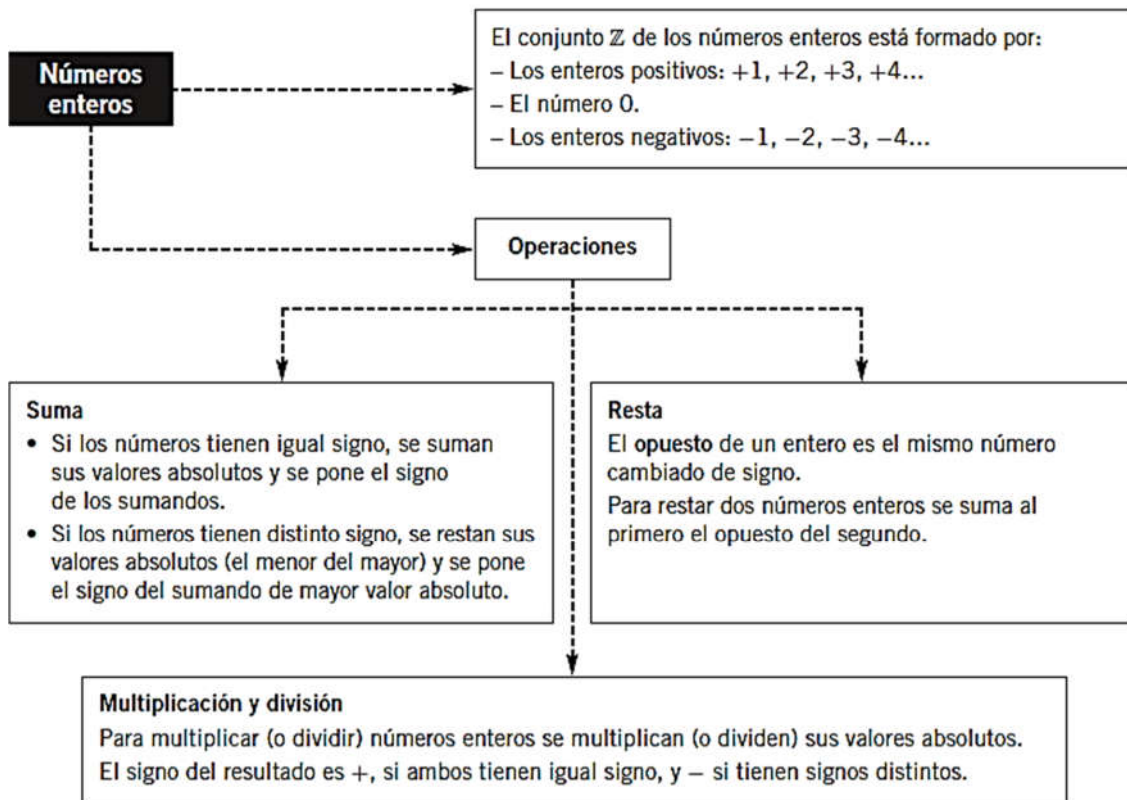 Números
enteros
El conjunto ℤ de los números enteros está formado por:
– Los enteros positivos: +1, +2, +3, +4...
– El número 0.
– Los enteros negativos: −1, −2, −3, −4...
Operaciones
Suma
• Si los números tienen igual signo, se suman
sus valores absolutos y se pone el signo
de los sumandos.
• Si los números tienen distinto signo, se restan sus
valores absolutos (el menor del mayor) y se pone
el signo del sumando de mayor valor absoluto.
Resta
El opuesto de un entero es el mismo número
cambiado de signo.
Para restar dos números enteros se suma al
primero el opuesto del segundo.
Multiplicación y división
Para multiplicar (o dividir) números enteros se multiplican (o dividen) sus valores absolutos.
El signo del resultado es +, si ambos tienen igual signo, y − si tienen signos distintos.